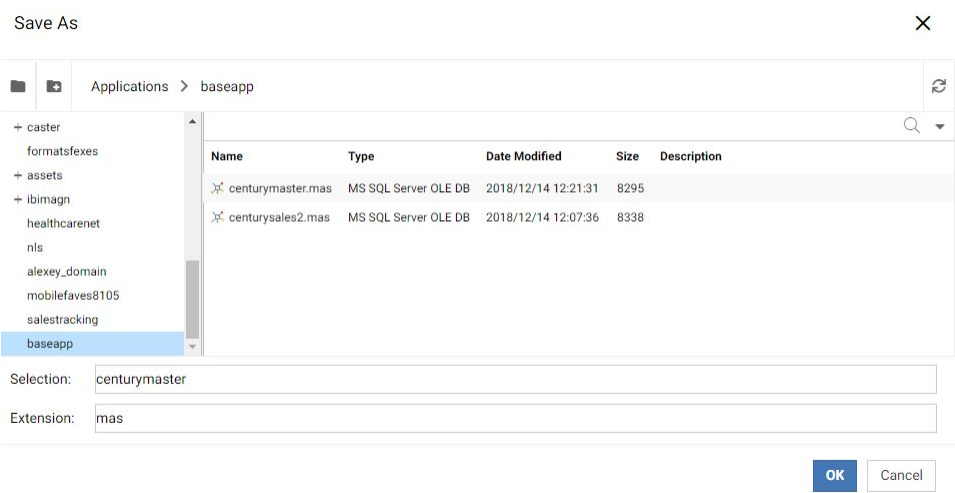 Save As
Applications > baseapp
+ caster
formatsfexes
+ assets
+ ibimagn
healthcarenet
nls
alexey_domain
mobilefaves8105
salestracking
baseapp
Name Type Date Modified Size Description
centurymaster.mas MS SQL Server OLE DB 2018/12/14 12:21:31 8295
centurysales2.mas MS SQL Server OLE DB 2018/12/14 12:07:36 8338
Selection: centurymaster
Extension: mas
OK Cancel